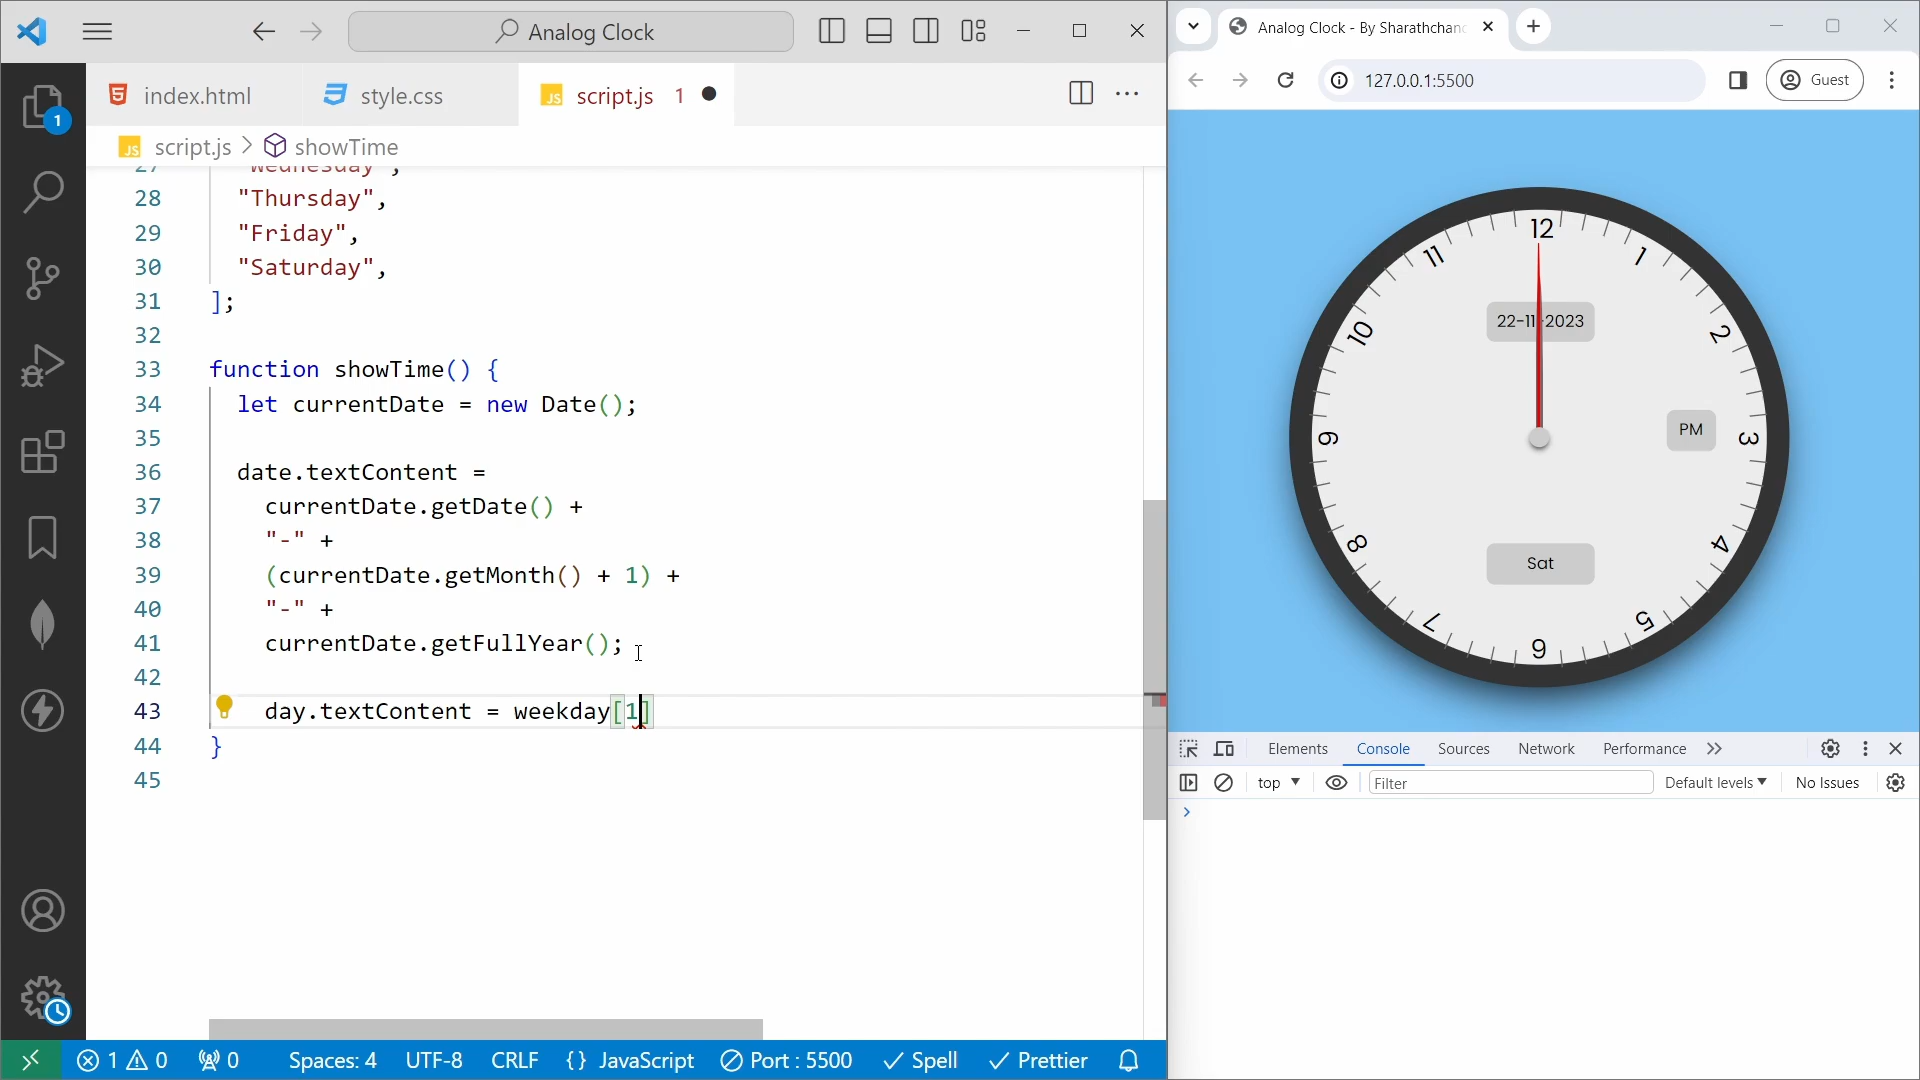 Analog Clock
index.html
style.css
JS script.js 1
JS script.js > showTime
1
27 "Wednesday",
28 "Thursday",
29 "Friday",
30 "Saturday",
31 ];
32
33 function showTime() {
34 let currentDate = new Date();
35
36 date.textContent =
37 currentDate.getDate() +
38 "-" +
39 (currentDate.getMonth() + 1) +
40 "-" +
41 currentDate.getFullYear();
42
43 day.textContent = weekday[1]
44 }
45
1 0 0 Spaces: 4 UTF-8 CRLF {} JavaScript Port : 5500 Spell Prettier
Analog Clock - By Sharathchan
127.0.0.1:5500 Guest
12
11 1
10 2
22-11-2023
9 PM 3
8 4
Sat
7 5
6
Elements Console Sources Network Performance
top Filter Default levels No Issues